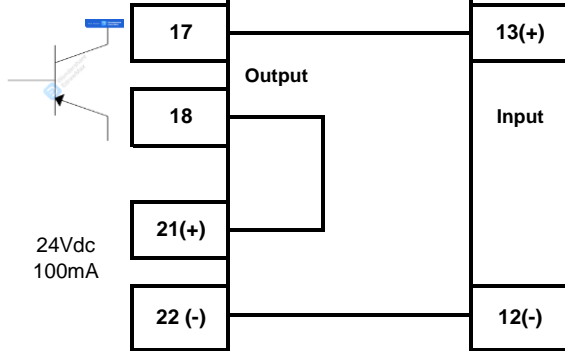 17
13(+)
Output
18
Input
21(+)
24Vdc
100mA
22 (-)
12(-)